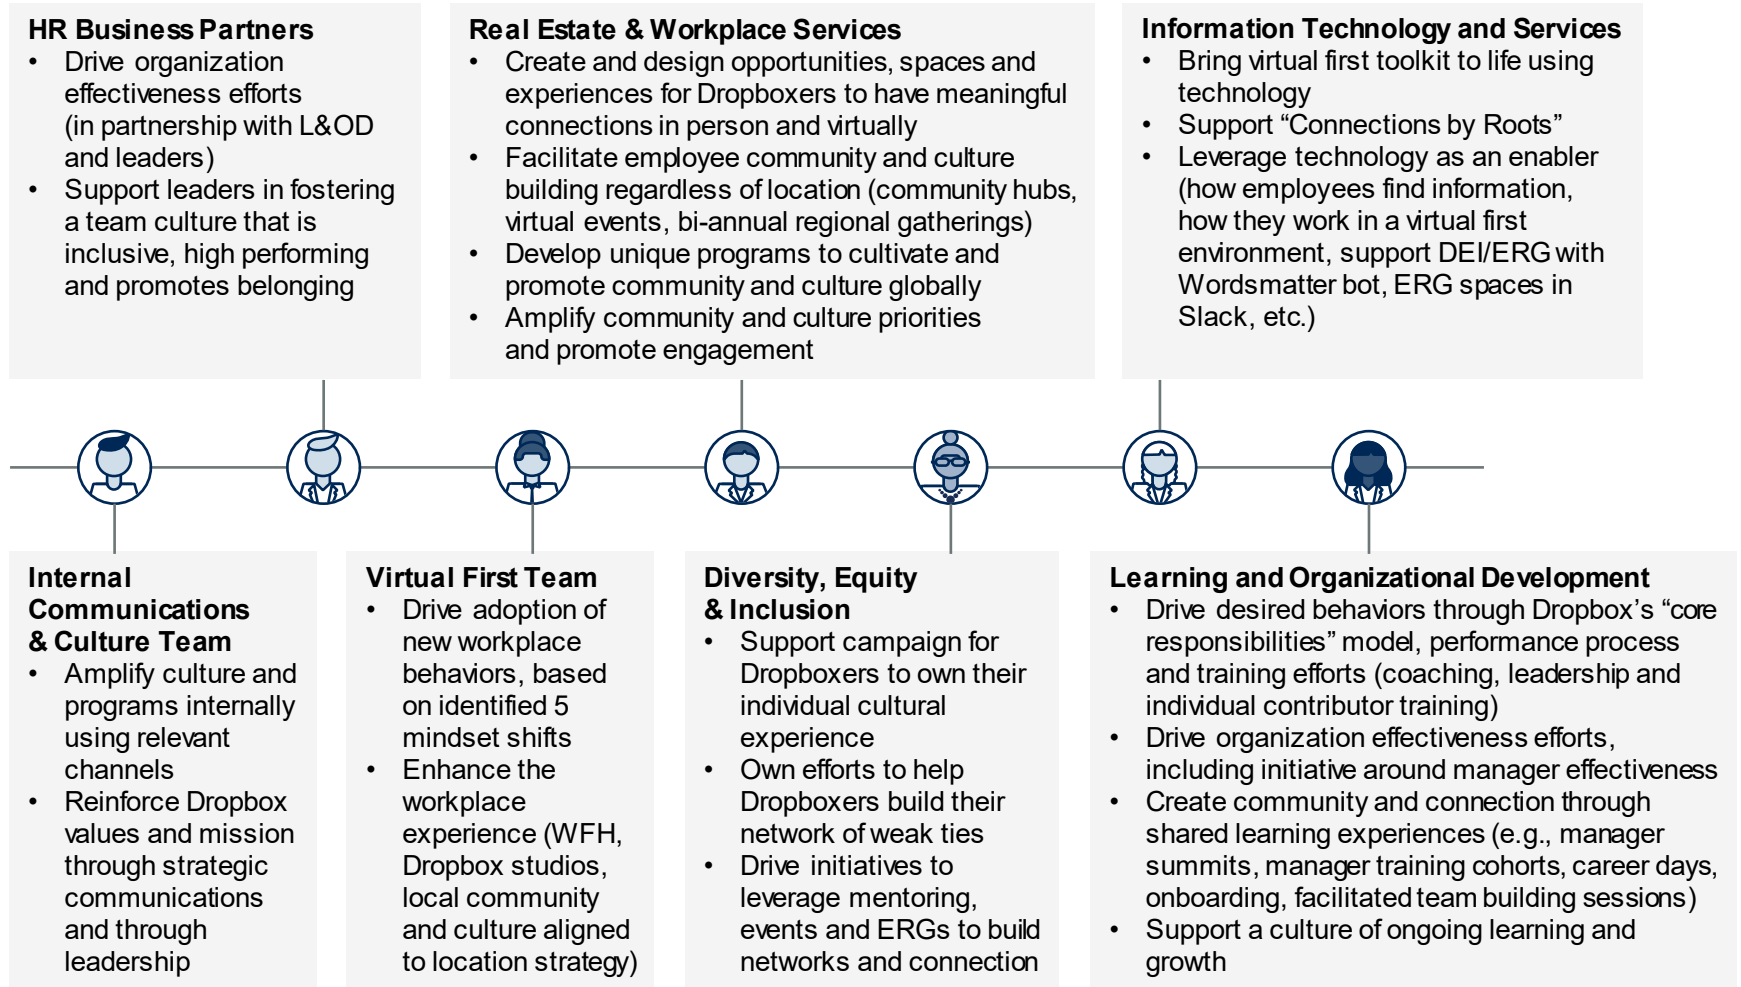 HR Business Partners
• Drive organization
effectiveness efforts
(in partnership with L&OD
and leaders)
• Support leaders in fostering
a team culture that is
inclusive, high performing
and promotes belonging
Real Estate & Workplace Services
• Create and design opportunities, spaces and
experiences for Dropboxers to have meaningful
connections in person and virtually
• Facilitate employee community and culture
building regardless of location (community hubs,
virtual events, bi-annual regional gatherings)
• Develop unique programs to cultivate and
promote community and culture globally
• Amplify community and culture priorities
and promote engagement
Information Technology and Services
• Bring virtual first toolkit to life using
technology
• Support “Connections by Roots”
• Leverage technology as an enabler
(how employees find information,
how they work in a virtual first
environment, support DEI/ERG with
Wordsmatter bot, ERG spaces in
Slack, etc.)
Internal
Communications
& Culture Team
• Amplify culture and
programs internally
using relevant
channels
• Reinforce Dropbox
values and mission
through strategic
communications
and through
leadership
Virtual First Team
• Drive adoption of
new workplace
behaviors, based
on identified 5
mindset shifts
• Enhance the
workplace
experience (WFH,
Dropbox studios,
local community
and culture aligned
to location strategy)
Diversity, Equity
& Inclusion
• Support campaign for
Dropboxers to own their
individual cultural
experience
• Own efforts to help
Dropboxers build their
network of weak ties
• Drive initiatives to
leverage mentoring,
events and ERGs to build
networks and connection
Learning and Organizational Development
• Drive desired behaviors through Dropbox’s “core
responsibilities” model, performance process
and training efforts (coaching, leadership and
individual contributor training)
• Drive organization effectiveness efforts,
including initiative around manager effectiveness
• Create community and connection through
shared learning experiences (e.g., manager
summits, manager training cohorts, career days,
onboarding, facilitated team building sessions)
• Support a culture of ongoing learning and
growth